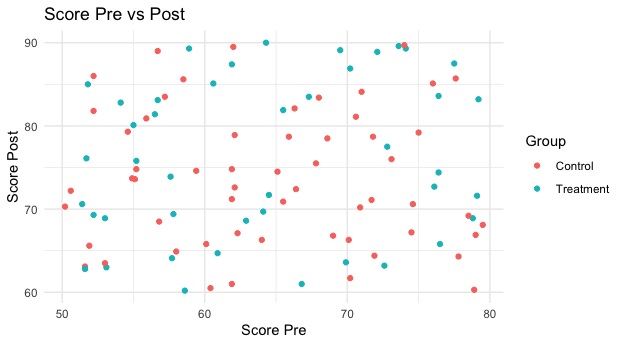 Score Pre vs Post
90
80
70
60
Score Post
50
60
70
80
Score Pre
Group
Control
Treatment